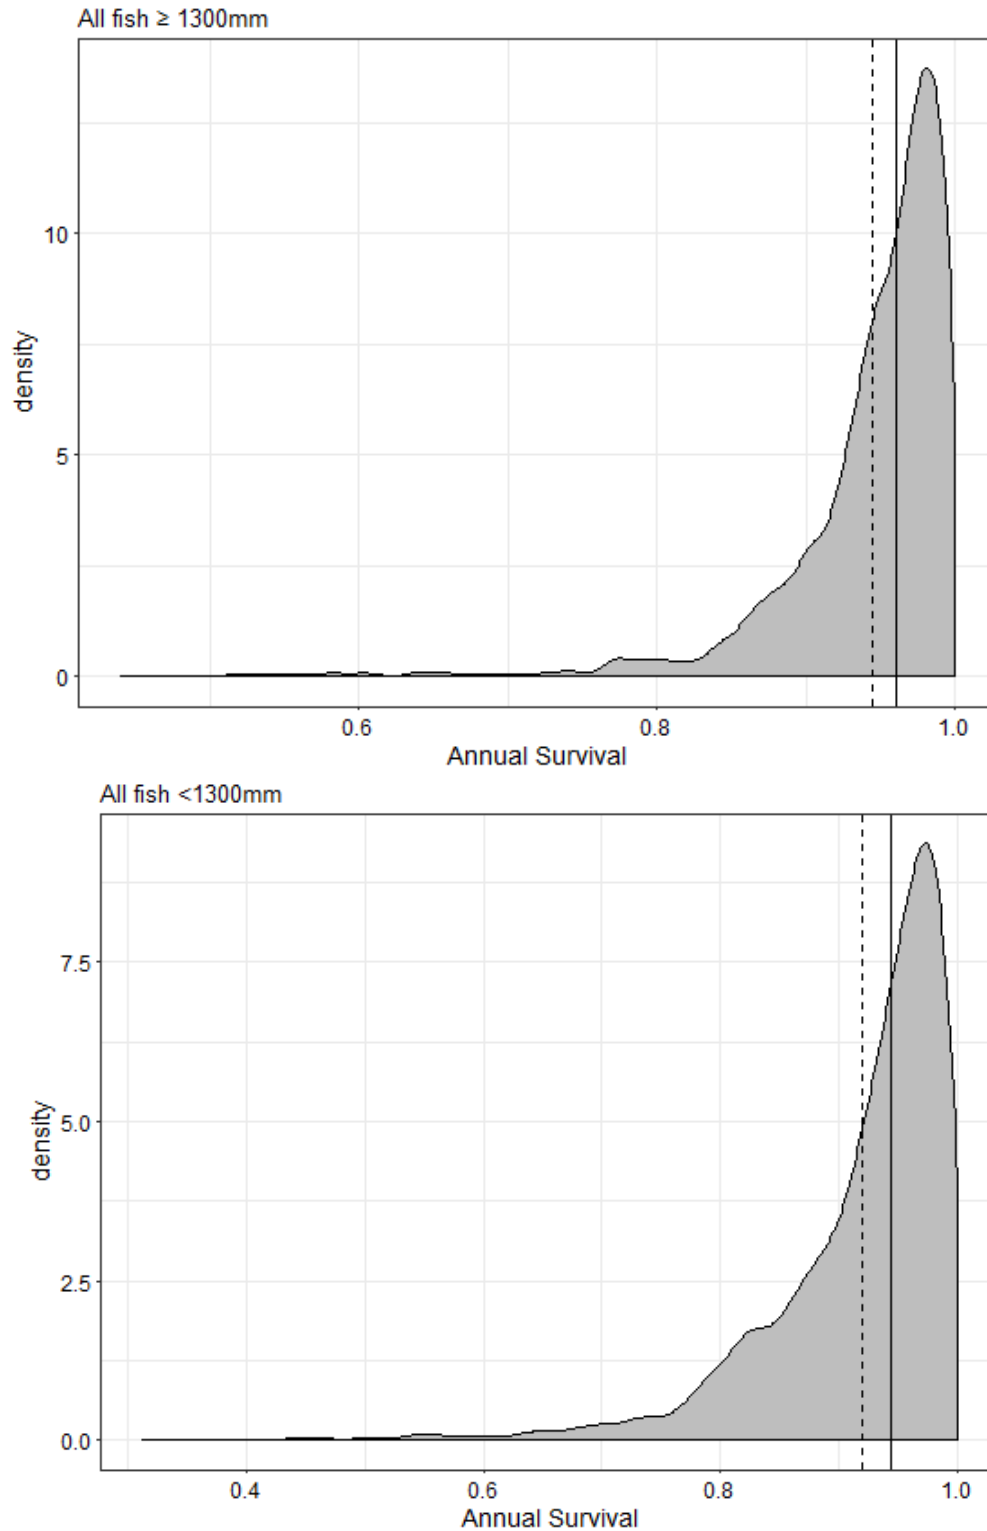 All fish ≥ 1300mm
density
10
5
0
0.6 0.8 1.0
Annual Survival
All fish <1300mm
density
7.5
5.0
2.5
0.0
0.4 0.6 0.8 1.0
Annual Survival